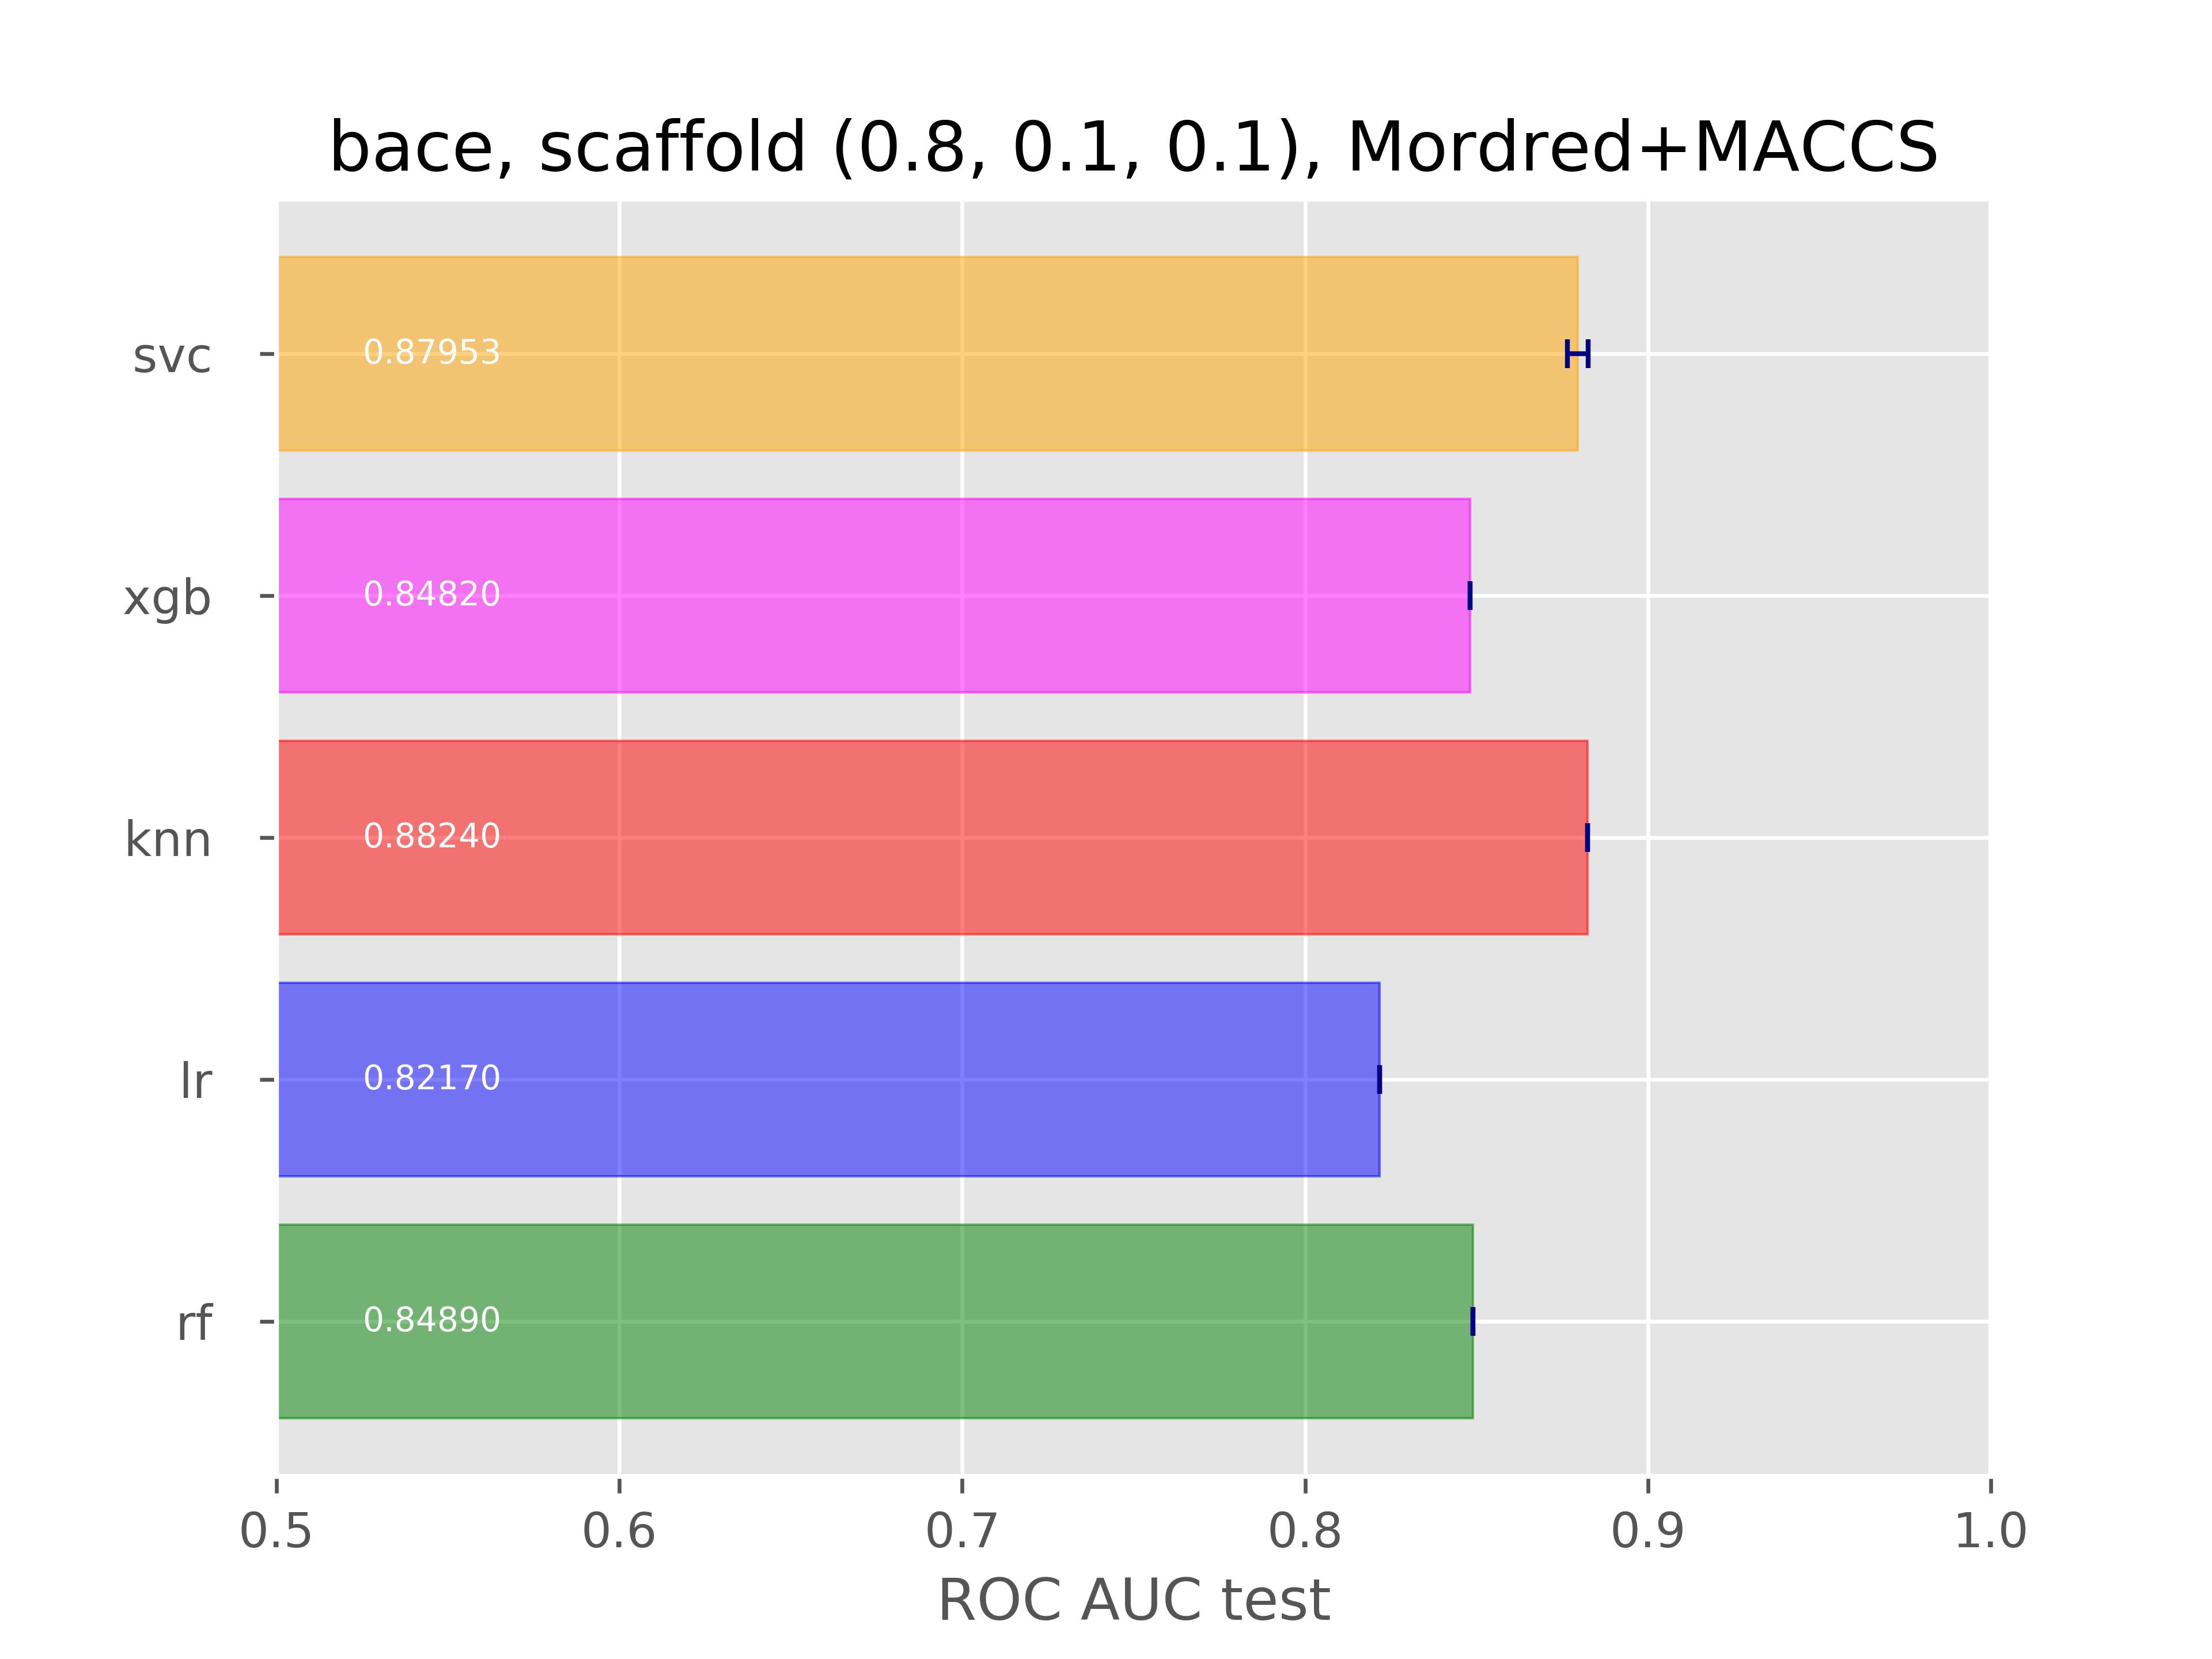 bace, scaffold (0.8, 0.1, 0.1), Mordred+MACCS
svc
0.87953
xgb
0.84820
knn
0.88240
lr
0.82170
rf
0.84890
0.5 0.6 0.7 0.8 0.9 1.0
ROC AUC test